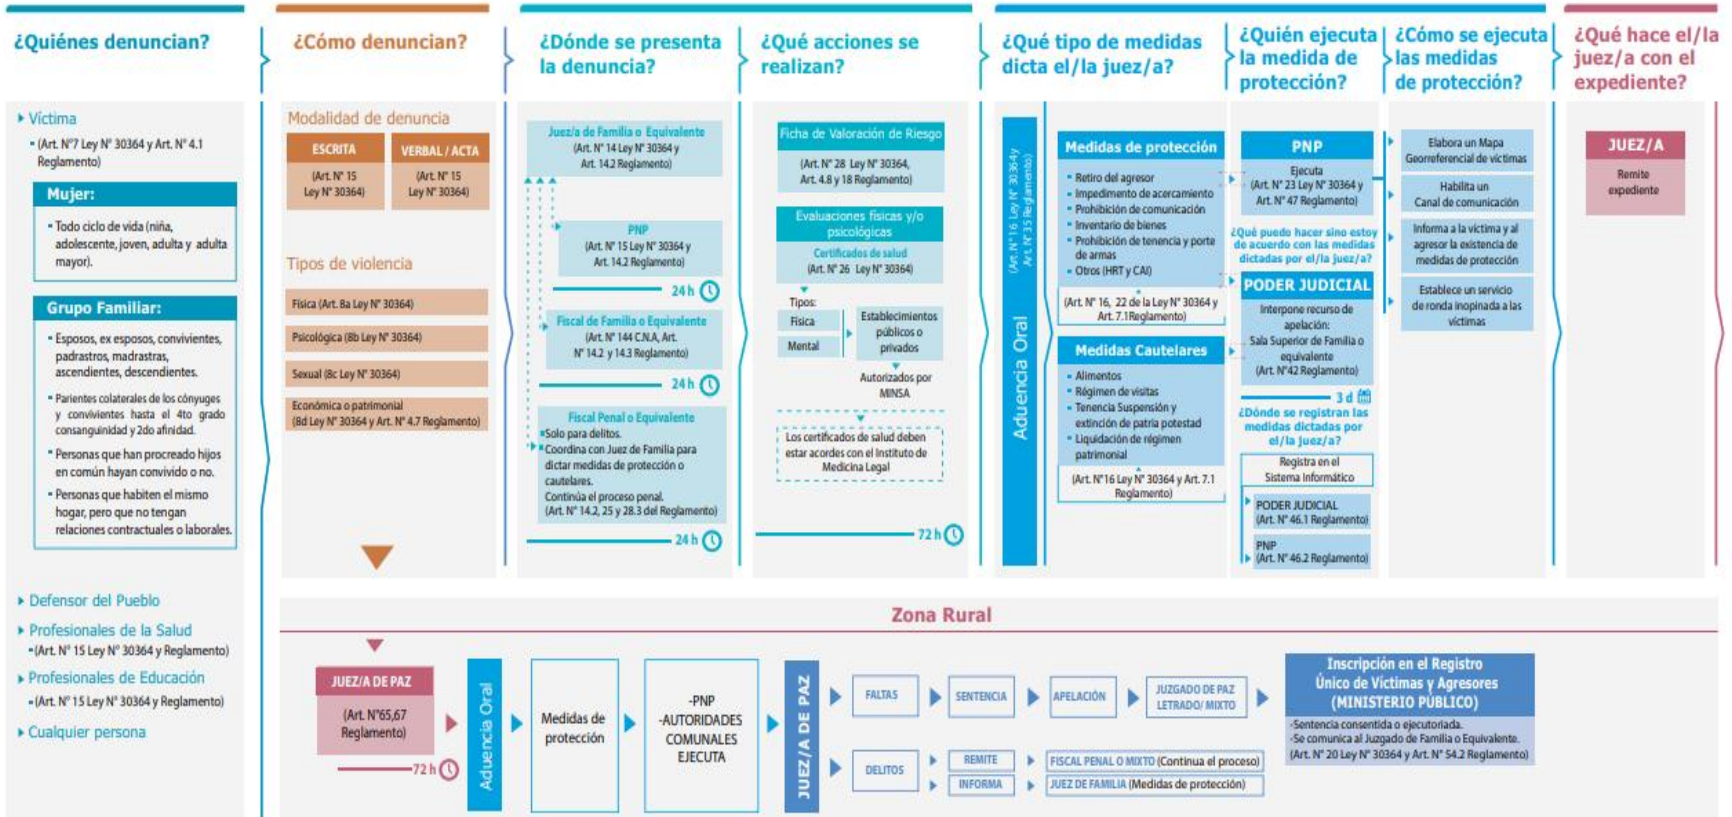 ¿Quiénes denuncian?
▸ Víctima
- (Art. N°7 Ley N° 30364 y Art. N° 4.1
Reglamento)
Mujer:
- Todo ciclo de vida (niña,
adolescente, joven, adulta y adulta
mayor).
Grupo Familiar:
- Esposos, ex esposos, convivientes,
padrastros, madrastras,
ascendientes, descendientes.
- Parientes colaterales de los cónyuges
y convivientes hasta el 4to grado
consanguinidad y 2do afinidad.
- Personas que han procreado hijos
en común hayan convivido o no.
- Personas que habiten el mismo
hogar, pero que no tengan
relaciones contractuales o laborales.
▸ Defensor del Pueblo
▸ Profesionales de la Salud
-(Art. N° 15 Ley N° 30364 y Reglamento)
▸ Profesionales de Educación
-(Art. N° 15 Ley N° 30364 y Reglamento)
▸ Cualquier persona
¿Cómo denuncian?
Modalidad de denuncia
ESCRITA
(Art. N° 15
Ley N° 30364)
VERBAL / ACTA
(Art. N° 15
Ley N° 30364)
Tipos de violencia
Física (Art. 8a Ley N° 30364)
Psicológica (8b Ley N° 30364)
Sexual (8c Ley N° 30364)
Económica o patrimonial
(8d Ley N° 30364 y Art. N° 4.7 Reglamento)
¿Dónde se presenta
la denuncia?
Juez/a de Familia o Equivalente
(Art. N° 14 Ley N° 30364 y
Art. 14.2 Reglamento)
PNP
(Art. N° 15 Ley N° 30364 y
Art. 14.2 Reglamento)
24 h
Fiscal de Familia o Equivalente
(Art. N° 144 C.N.A, Art.
N° 14.2 y 14.3 Reglamento)
24 h
Fiscal Penal o Equivalente
Solo para delitos.
Coordina con Juez de Familia para
dictar medidas de protección o
cautelares.
Continúa el proceso penal.
(Art. N° 14.2, 25 y 28.3 del Reglamento)
24 h
¿Qué acciones se
realizan?
Ficha de Valoración de Riesgo
(Art. N° 28 Ley N° 30364,
Art. 4.8 y 18 Reglamento)
Evaluaciones físicas y/o
psicológicas
Certificados de salud
(Art. N° 26 Ley N° 30364)
Tipos:
Física
Mental
Establecimientos
públicos o
privados
Autorizados por
MINSA
Los certificados de salud deben
estar acordes con el Instituto de
Medicina Legal
72 h
¿Qué tipo de medidas
dicta el/la juez/a?
Aduencia Oral
(Art. N°16 Ley N° 30364y
Art. N°35 Reglamento)
Medidas de protección
- Retiro del agresor
- Impedimento de acercamiento
- Prohibición de comunicación
- Inventario de bienes
- Prohibición de tenencia y porte
de armas
- Otros (HRT y CAI)
(Art. N° 16, 22 de la Ley N° 30364 y
Art. 7.1Reglamento)
Medidas Cautelares
- Alimentos
- Régimen de visitas
- Tenencia Suspensión y
extinción de patria potestad
- Liquidación de régimen
patrimonial
(Art. N°16 Ley N° 30364 y Art. 7.1
Reglamento)
¿Quién ejecuta
la medida de
protección?
PNP
Ejecuta
(Art. N° 23 Ley N° 30364 y
Art. N° 47 Reglamento)
¿Qué puedo hacer sino estoy
de acuerdo con las medidas
dictadas por el/la juez/a?
PODER JUDICIAL
Interpone recurso de
apelación:
Sala Superior de Familia o
equivalente
(Art. N°42 Reglamento)
3 d
¿Dónde se registran las
medidas dictadas por
el/la juez/a?
Registra en el
Sistema Informático
PODER JUDICIAL
(Art. N° 46.1 Reglamento)
PNP
(Art. N° 46.2 Reglamento)
¿Cómo se ejecuta
las medidas
de protección?
Elabora un Mapa
Georreferencial de víctimas
Habilita un
Canal de comunicación
Informa a la víctima y al
agresor la existencia de
medidas de protección
Establece un servicio
de ronda inopinada a las
víctimas
¿Qué hace el/la
juez/a con el
expediente?
JUEZ/A
Remite
expediente
Zona Rural
JUEZ/A DE PAZ
(Art. N°65,67
Reglamento)
72 h
Aduencia Oral
Medidas de
protección
-PNP
-AUTORIDADES
COMUNALES
EJECUTA
JUEZ/A DE PAZ
FALTAS
SENTENCIA
APELACIÓN
JUZGADO DE PAZ
LETRADO/ MIXTO
DELITOS
REMITE
FISCAL PENAL O MIXTO (Continua el proceso)
INFORMA
JUEZ DE FAMILIA (Medidas de protección)
Inscripción en el Registro
Único de Víctimas y Agresores
(MINISTERIO PÚBLICO)
-Sentencia consentida o ejecutoriada.
-Se comunica al Juzgado de Familia o Equivalente.
(Art. N° 20 Ley N° 30364 y Art. N° 54.2 Reglamento)